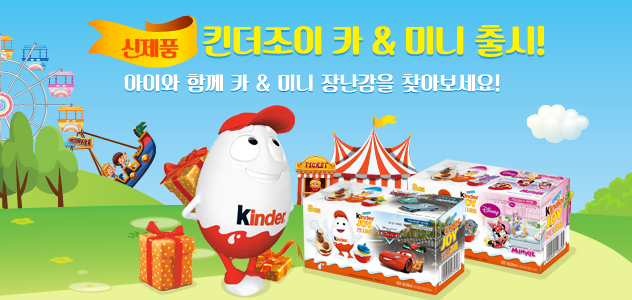 신제품
킨더조이 카 & 미니 출시!
아이와 함께 카 & 미니 장난감을 찾아보세요!
TICKET
Kinder
Kinder
JOY
Cars
Disney
Kinder
JOY
MINNIE